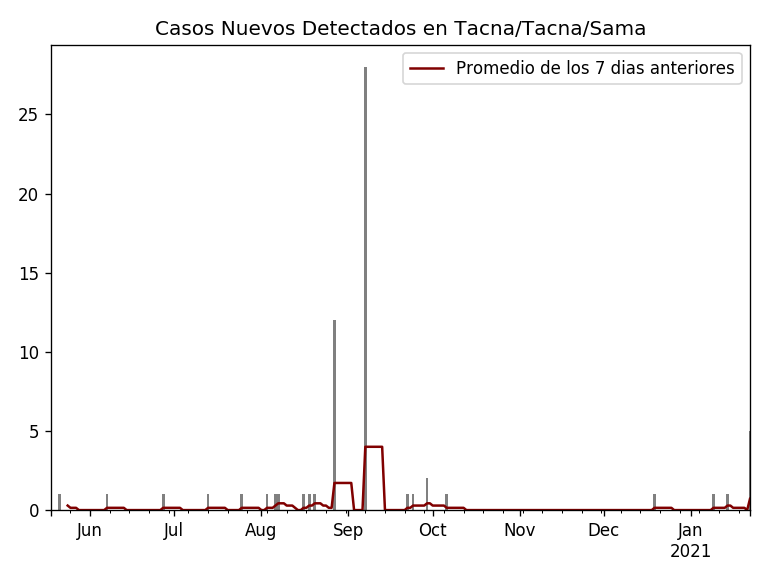 Casos Nuevos Detectados en Tacna/Tacna/Sama
Promedio de los 7 dias anteriores
25
20
15
10
5
0
Jun Jul Aug Sep Oct Nov Dec Jan
2021